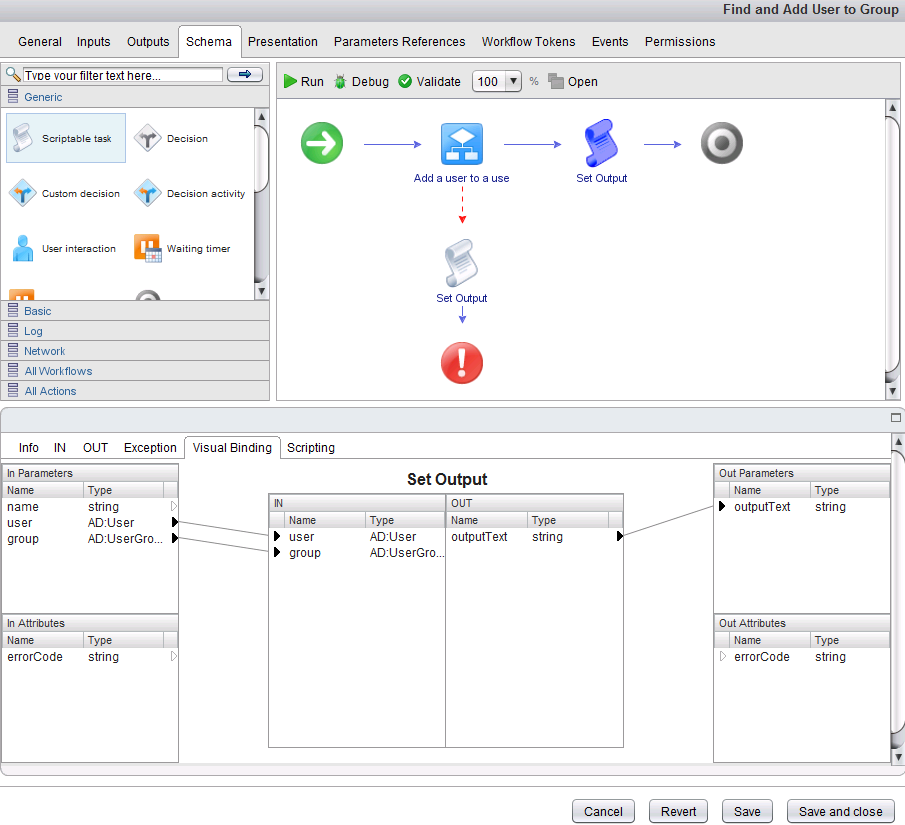 Find and Add User to Group
General Inputs Outputs Schema Presentation Parameters References Workflow Tokens Events Permissions
Type your filter text here...
Generic
Scriptable task Decision
Custom decision Decision activity
User interaction Waiting timer
Basic
Log
Network
All Workflows
All Actions
Run Debug Validate 100 % Open
Add a user to a use Set Output
Set Output
Info IN OUT Exception Visual Binding Scripting
In Parameters
Name Type
name string
user AD:User
group AD:UserGro...
In Attributes
Name Type
errorCode string
Set Output
IN OUT
Name Type Name Type
user AD:User outputText string
group AD:UserGro...
Out Parameters
Name Type
outputText string
Out Attributes
Name Type
errorCode string
Cancel Revert Save Save and close